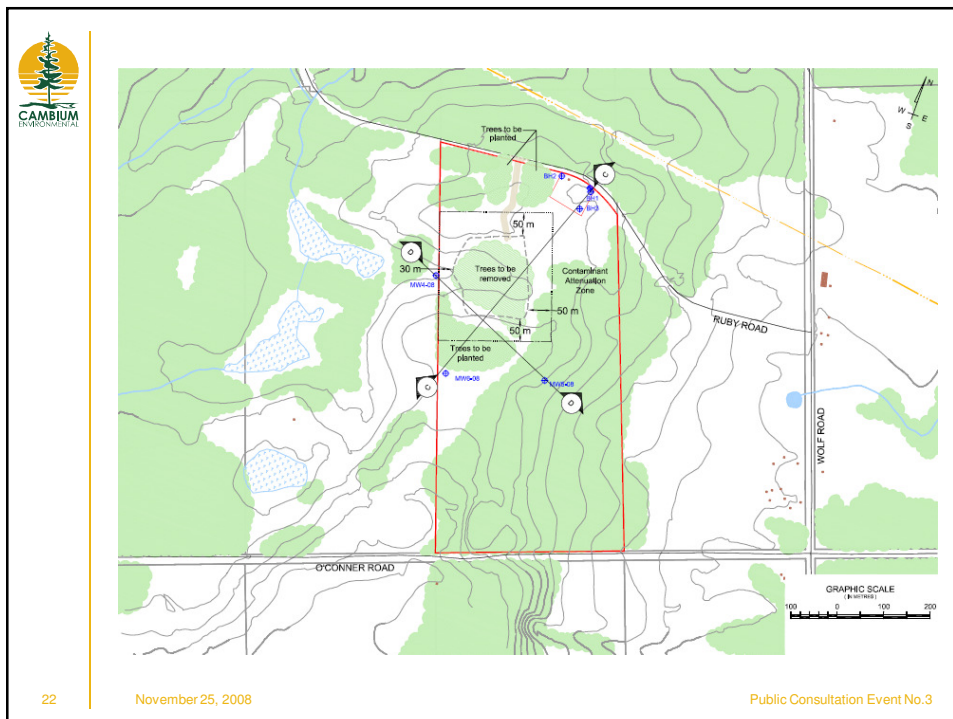 CAMBIUM
ENVIRONMENTAL
N
W
E
S
Trees to be
planted
BH2
C
BH1
BH3
50 m
D
30 m
Trees to be
removed
Contaminant
Attenuation
Zone
MW4-08
50 m
RUBY ROAD
50 m
Trees to be
planted
MW6-08
MW5-08
C
D
WOLF ROAD
O'CONNER ROAD
GRAPHIC SCALE
( IN METRES )
100 0 100 200
22
November 25, 2008
Public Consultation Event No.3